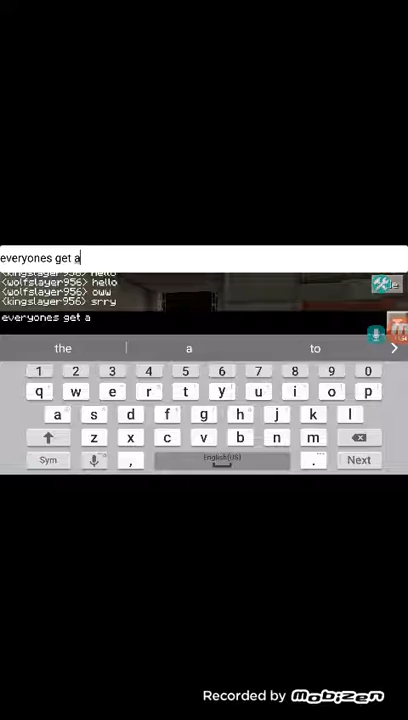 everyones get a
<kingslayer956> hello
<wolfslayer956> hello
<wolfslayer956> oww
<kingslayer956> srry
everyones get a
the a to
1 2 3 4 5 6 7 8 9 0
q w e r t y u i o p
a s d f g h j k l
z x c v b n m
Sym , English(US) . Next
Recorded by mobizen